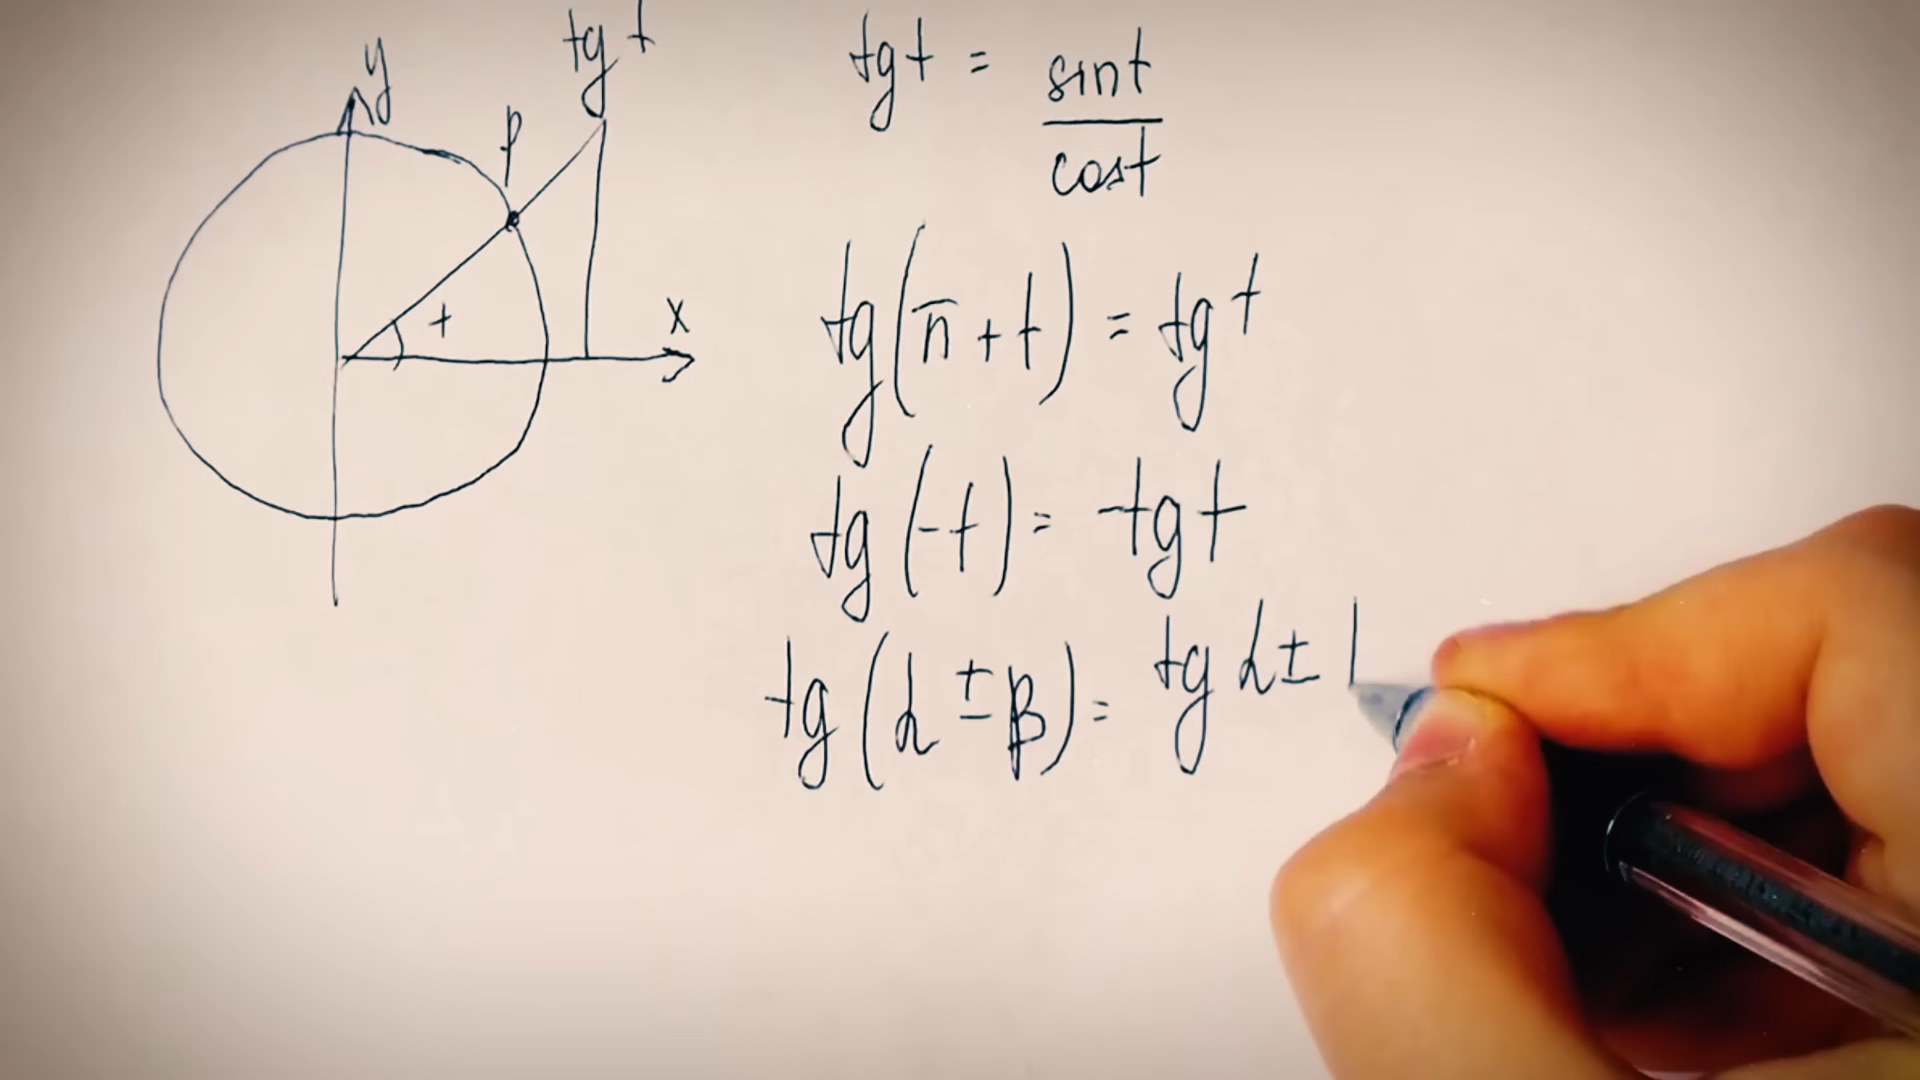 y
tg t
P
t
x
tg t = sin t / cos t
tg(π + t) = tg t
tg(-t) = -tg t
tg(α ± β) = tg α ±